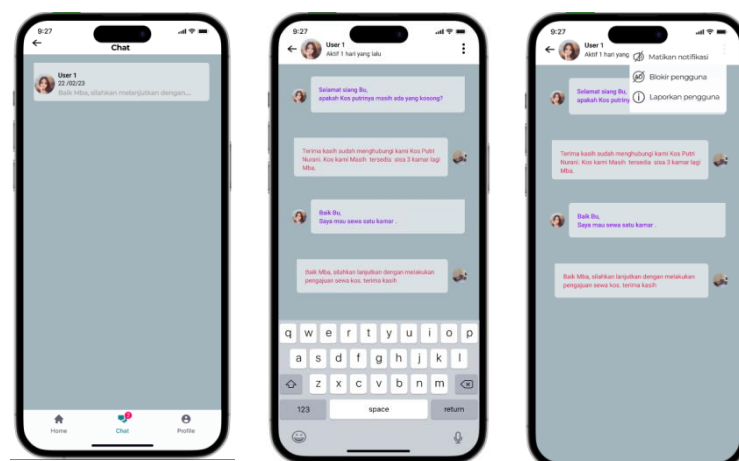 9:27
Chat
User 1
22 /02/23
Baik Mba, silahkan melanjutkan dengan....
2
Home
Chat
Profile
9:27
User 1
Aktif 1 hari yang lalu
Selamat siang Bu,
apakah Kos putrinya masih ada yang kosong?
Terima kasih sudah menghubungi kami Kos Putri
Nurani. Kos kami Masih tersedia sisa 3 kamar lagi
Mba.
Baik Bu,
Saya mau sewa satu kamar .
Baik Mba, silahkan lanjutkan dengan melakukan
pengajuan sewa kos. terima kasih
q w e r t y u i o p
a s d f g h j k l
z x c v b n m
123
space
return
9:27
User 1
Aktif 1 hari yang
Matikan notifikasi
Blokir pengguna
Laporkan pengguna
Selamat siang Bu,
apakah Kos putriny
Terima kasih sudah menghubungi kami Kos Putri
Nurani. Kos kami Masih tersedia sisa 3 kamar lagi
Mba.
Baik Bu,
Saya mau sewa satu kamar .
Baik Mba, silahkan lanjutkan dengan melakukan
pengajuan sewa kos. terima kasih